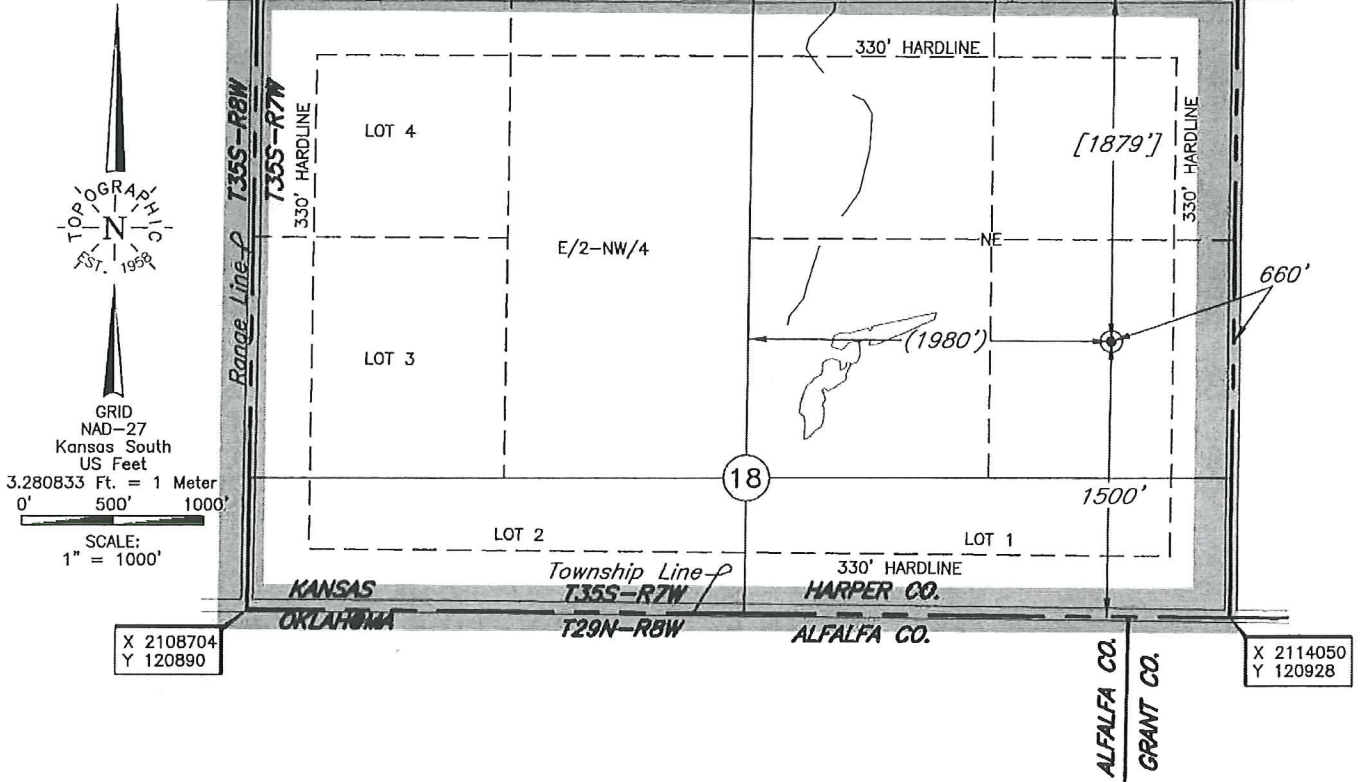 330' HARDLINE
T35S-R8W
T35S-R7W
330' HARDLINE
LOT 4
[1879']
330' HARDLINE
TOPOGRAPHIC
N
EST. 1958
Range Line
E/2-NW/4
NE
660'
LOT 3
(1980')
GRID
NAD-27
Kansas South
US Feet
3.280833 Ft. = 1 Meter
0' 500' 1000'
SCALE:
1" = 1000'
18
1500'
LOT 2
LOT 1
330' HARDLINE
Township Line
KANSAS
T35S-R7W
HARPER CO.
OKLAHOMA
T29N-R8W
ALFALFA CO.
X 2108704
Y 120890
X 2114050
Y 120928
ALFALFA CO.
GRANT CO.